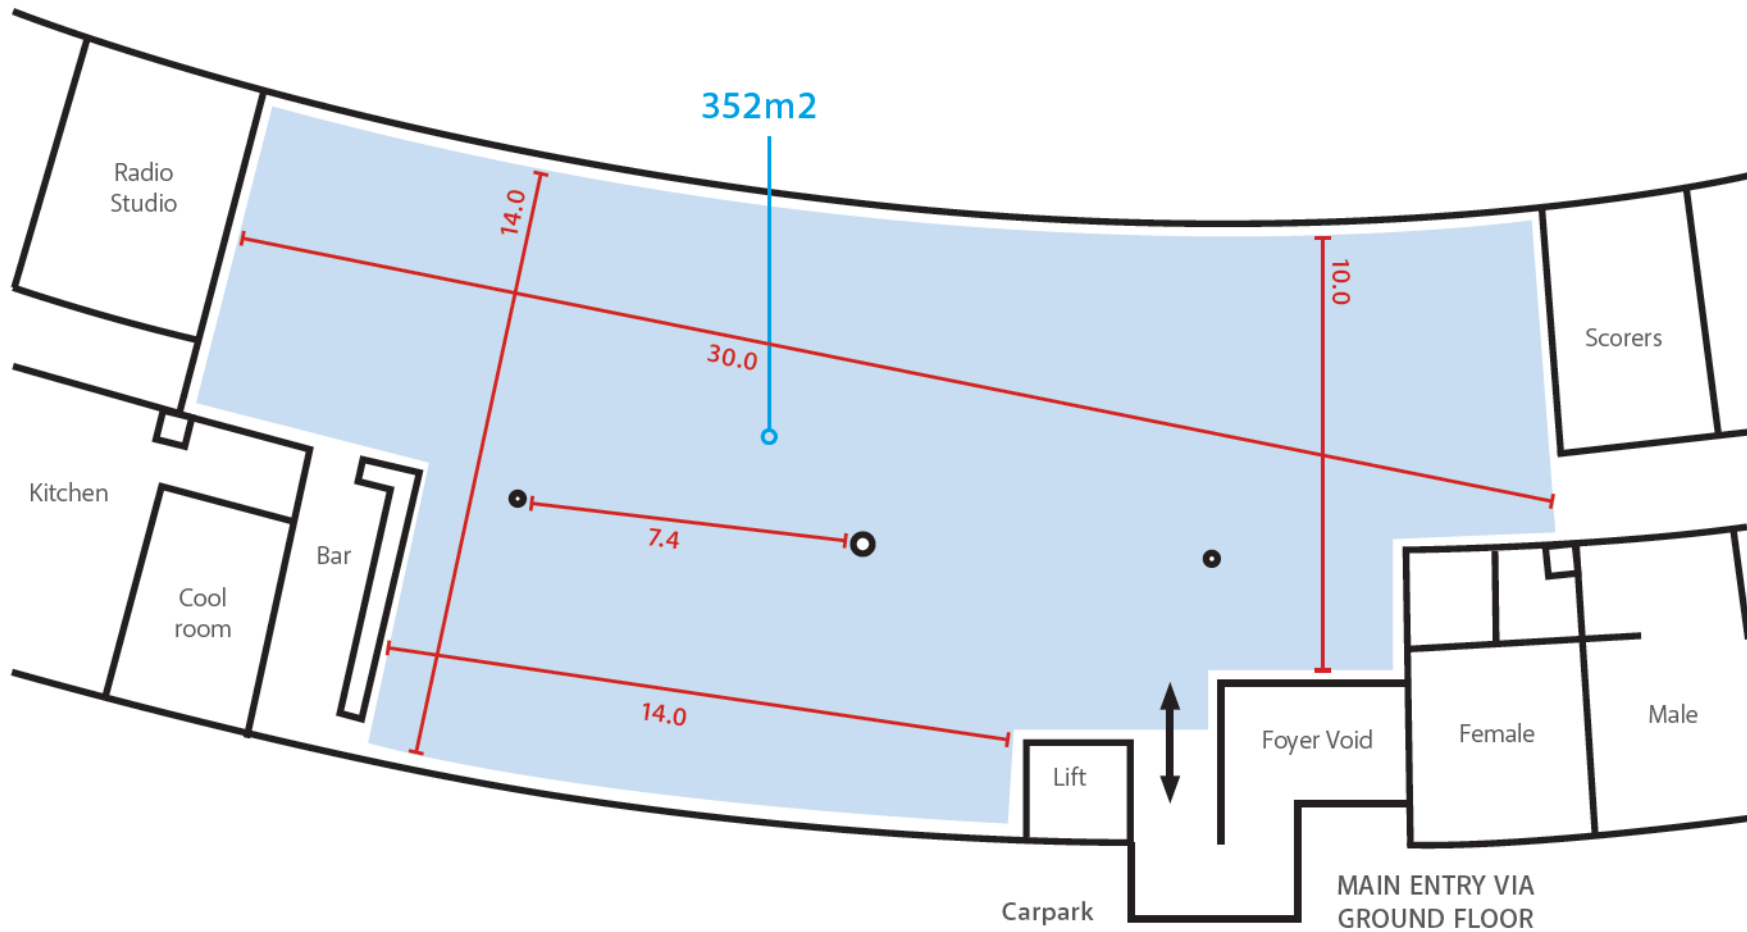 352m2
Radio
Studio
14.0
10.0
30.0
Scorers
Kitchen
7.4
Bar
Cool
room
14.0
Lift
Foyer Void
Female
Male
Carpark
MAIN ENTRY VIA
GROUND FLOOR